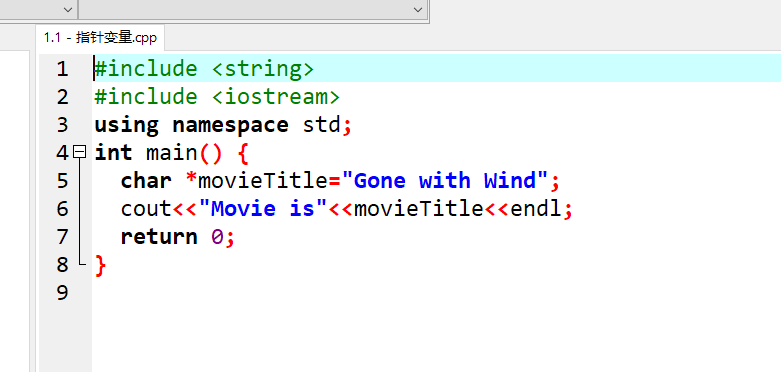 1.1 - 指针变量.cpp
1 #include <string>
2 #include <iostream>
3 using namespace std;
4 int main() {
5 char *movieTitle="Gone with Wind";
6 cout<<"Movie is"<<movieTitle<<endl;
7 return 0;
8 }
9